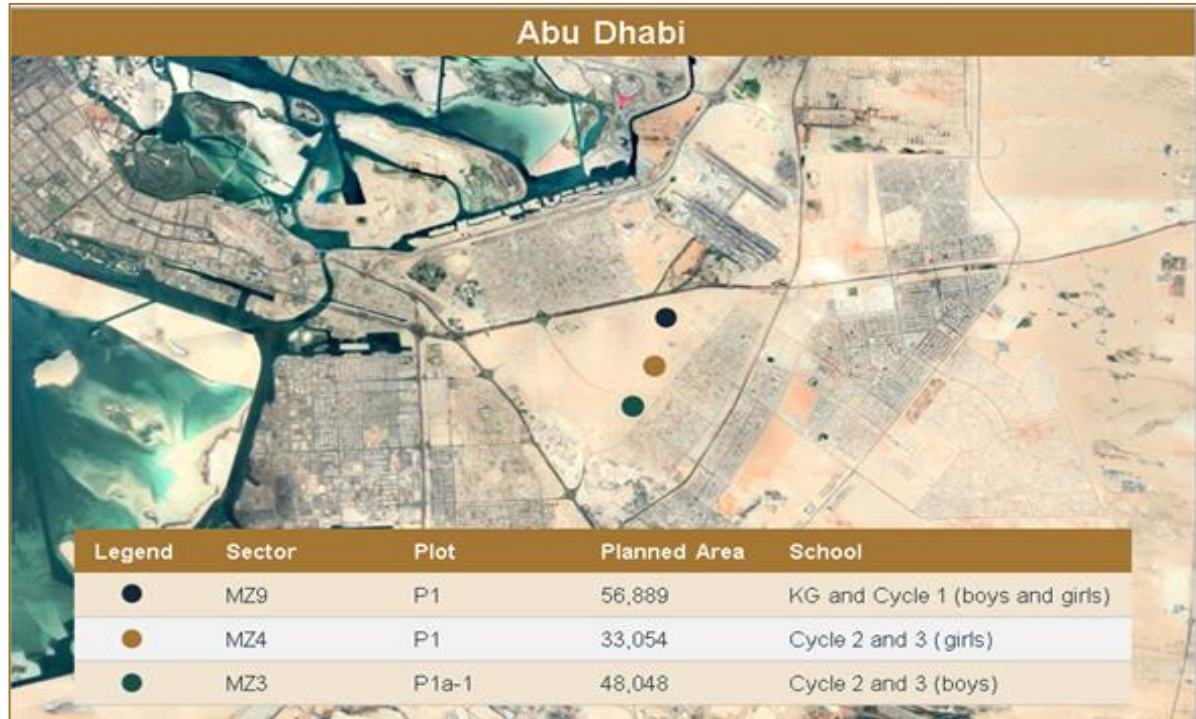 Abu Dhabi
Legend Sector Plot Planned Area School
MZ9 P1 56,889 KG and Cycle 1 (boys and girls)
MZ4 P1 33,054 Cycle 2 and 3 (girls)
MZ3 P1a-1 48,048 Cycle 2 and 3 (boys)